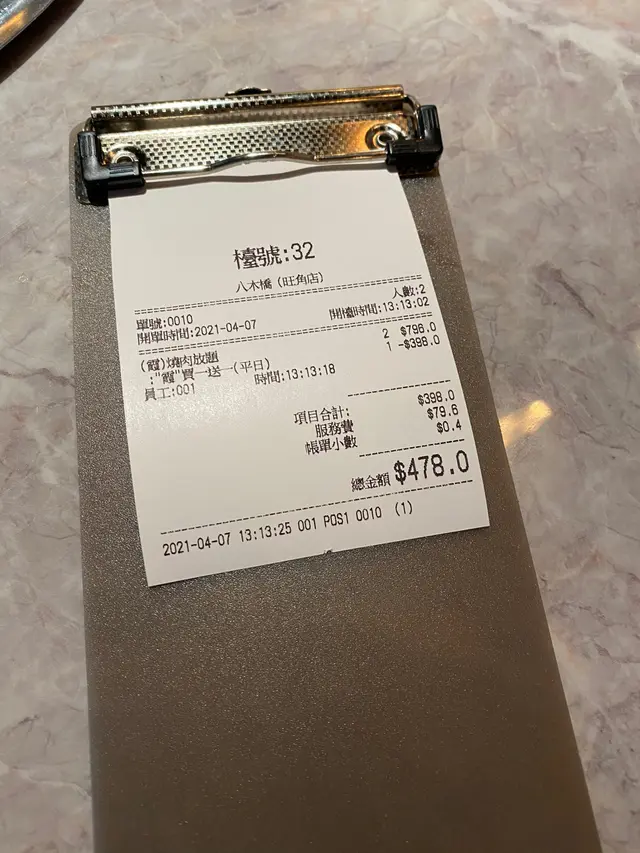 檯號:32
八木橋 (旺角店)
單號:0010 人數:2
開單時間:2021-04-07 開檯時間:13:13:02
(霞)燒肉放題 2 $796.0
:"霞"買一送一(平日) 1 -$398.0
員工:001 時間:13:13:18
項目合計: $398.0
服務費 $79.6
帳單小數 $0.4
總金額 $478.0
2021-04-07 13:13:25 001 POS1 0010 (1)